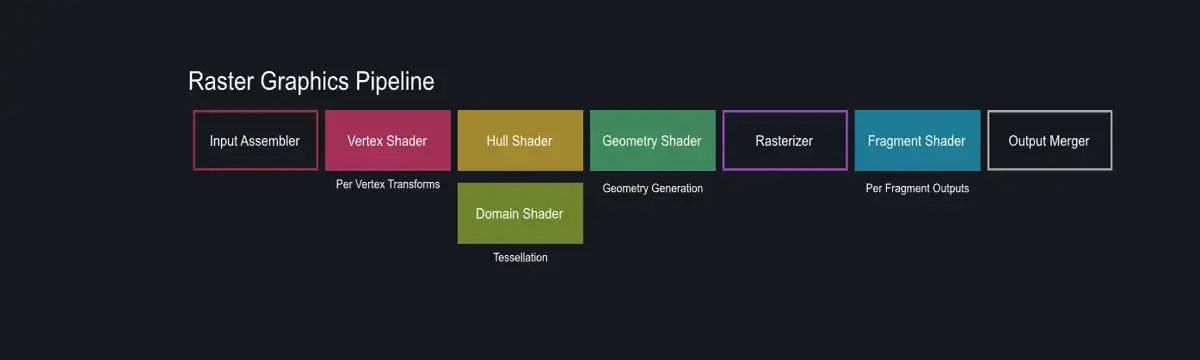 Raster Graphics Pipeline
Input Assembler
Vertex Shader
Hull Shader
Geometry Shader
Rasterizer
Fragment Shader
Output Merger
Per Vertex Transforms
Geometry Generation
Per Fragment Outputs
Domain Shader
Tessellation